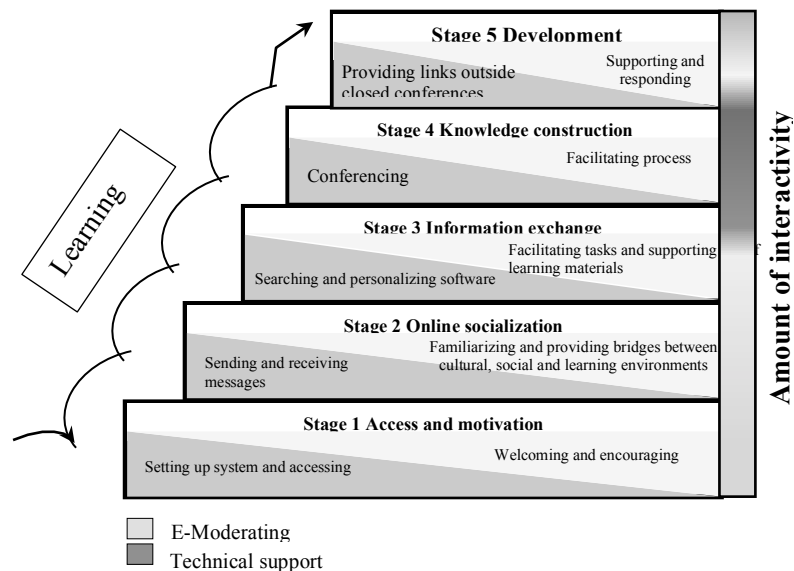 Stage 5 Development
Providing links outside
closed conferences
Supporting and
responding
Stage 4 Knowledge construction
Conferencing
Facilitating process
Stage 3 Information exchange
Searching and personalizing software
Facilitating tasks and supporting
learning materials
Stage 2 Online socialization
Sending and receiving
messages
Familiarizing and providing bridges between
cultural, social and learning environments
Stage 1 Access and motivation
Setting up system and accessing
Welcoming and encouraging
Learning
Amount of interactivity
E-Moderating
Technical support